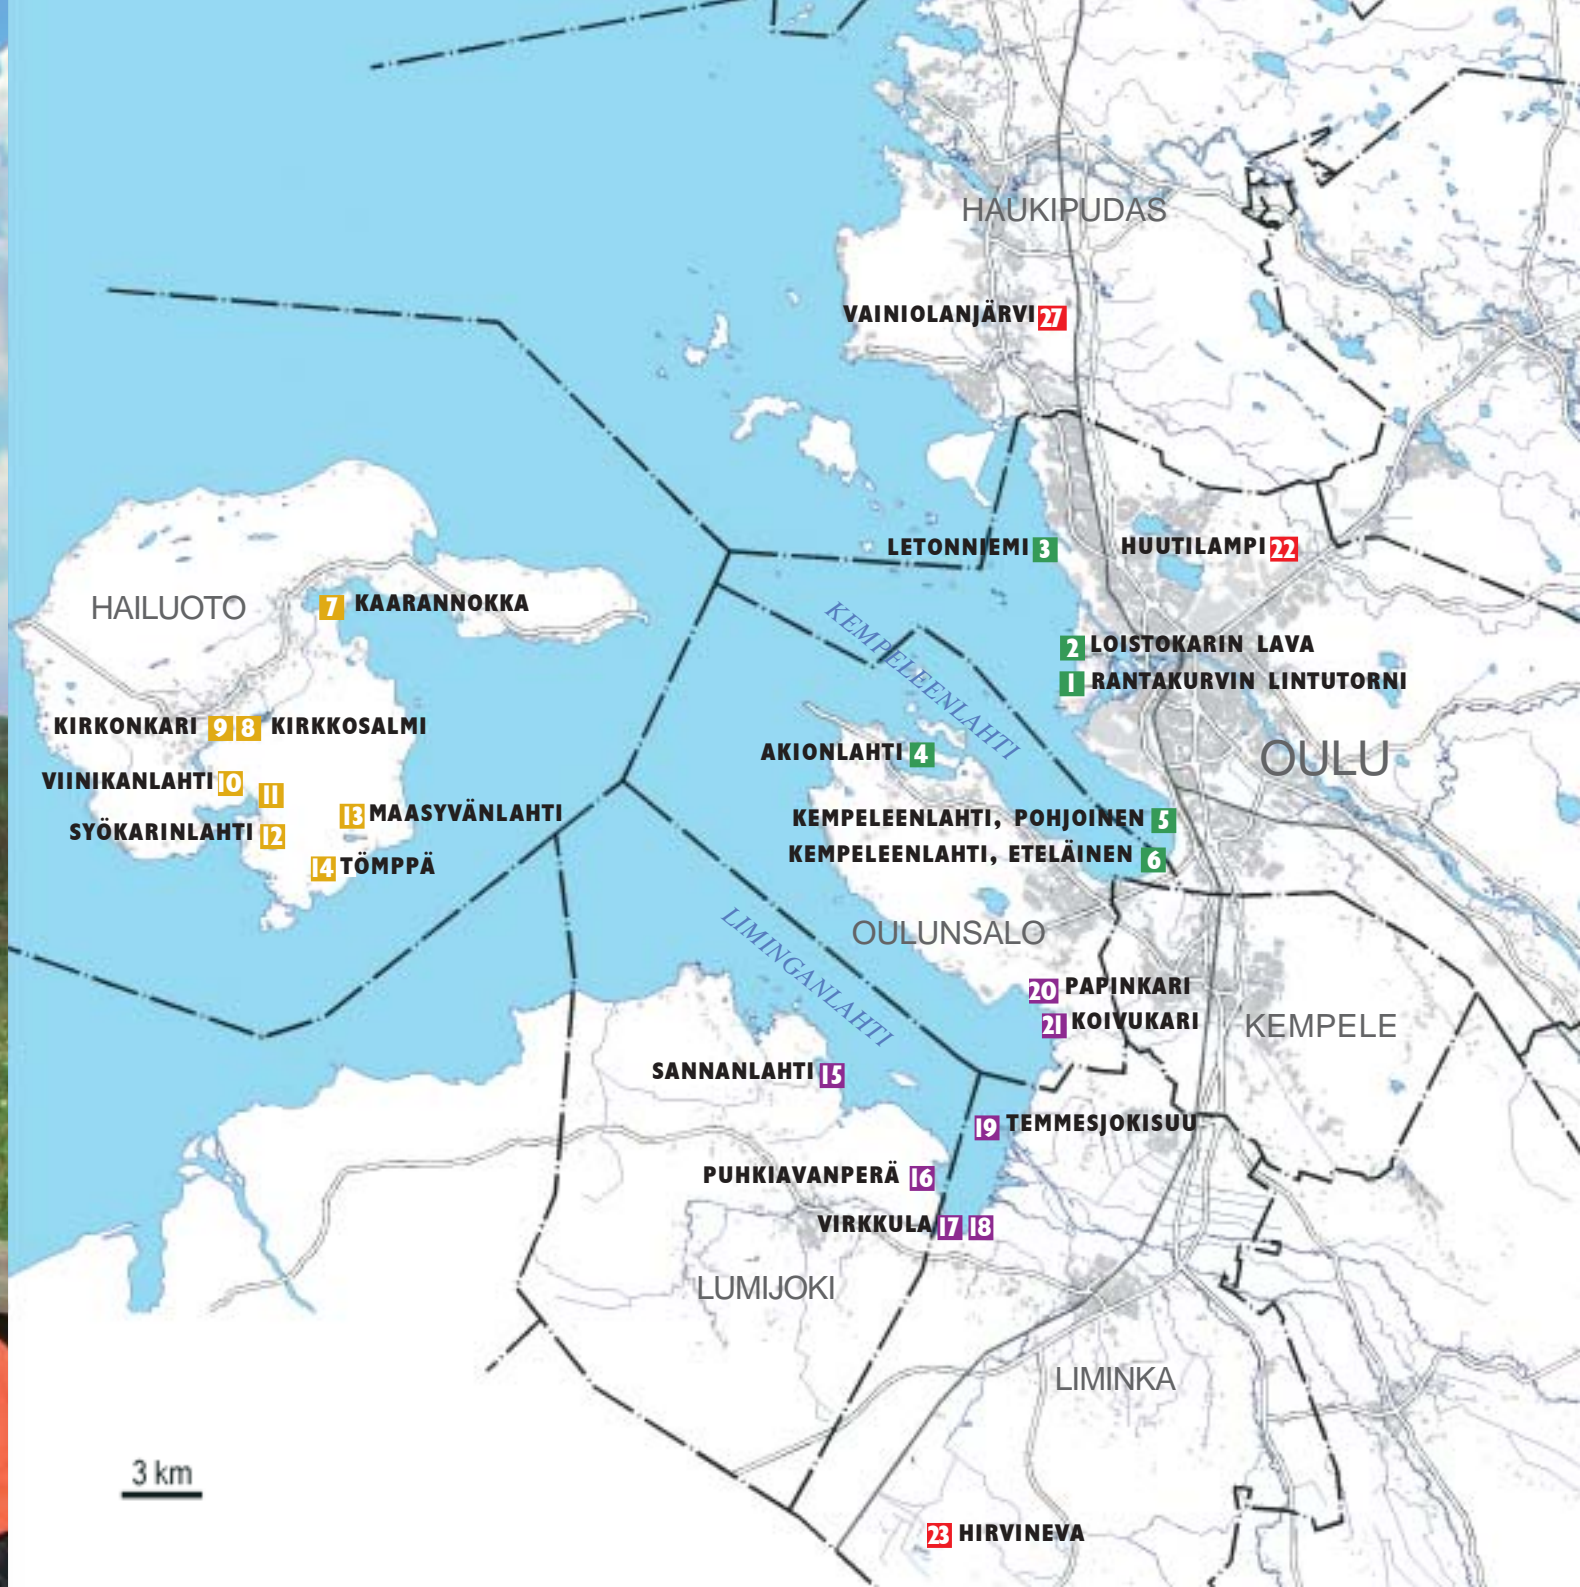 HAUKIPUDAS
VAINIOLANJÄRVI 27
LETONNIEMI 3
HUUTILAMPI 22
HAILUOTO
7 KAARANNOKKA
KEMPELEENLAHTI
2 LOISTOKARIN LAVA
1 RANTAKURVIN LINTUTORNI
KIRKONKARI 9 8 KIRKKOSALMI
AKIONLAHTI 4
OULU
VIINIKANLAHTI 10
11
13 MAASYVÄNLAHTI
KEMPELEENLAHTI, POHJOINEN 5
SYÖKARINLAHTI 12
KEMPELEENLAHTI, ETELÄINEN 6
14 TÖMPPÄ
OULUNSALO
LIMINGANLAHTI
20 PAPINKARI
21 KOIVUKARI
KEMPELE
SANNANLAHTI 15
19 TEMMESJOKISUU
PUHKIAVANPERÄ 16
VIRKKULA 17 18
LUMIJOKI
LIMINKA
3 km
23 HIRVINEVA